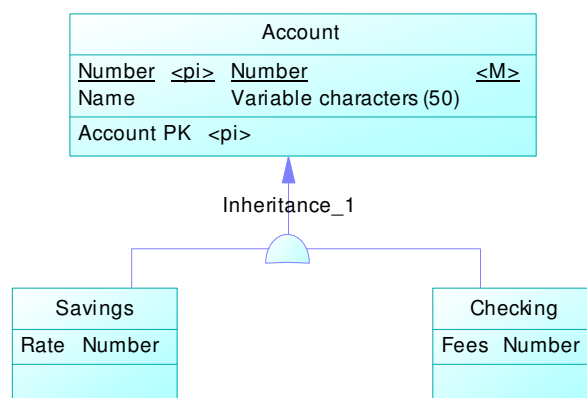 Account
Number <pi> Number <M>
Name Variable characters (50)
Account PK <pi>
Inheritance_1
Savings
Rate Number
Checking
Fees Number